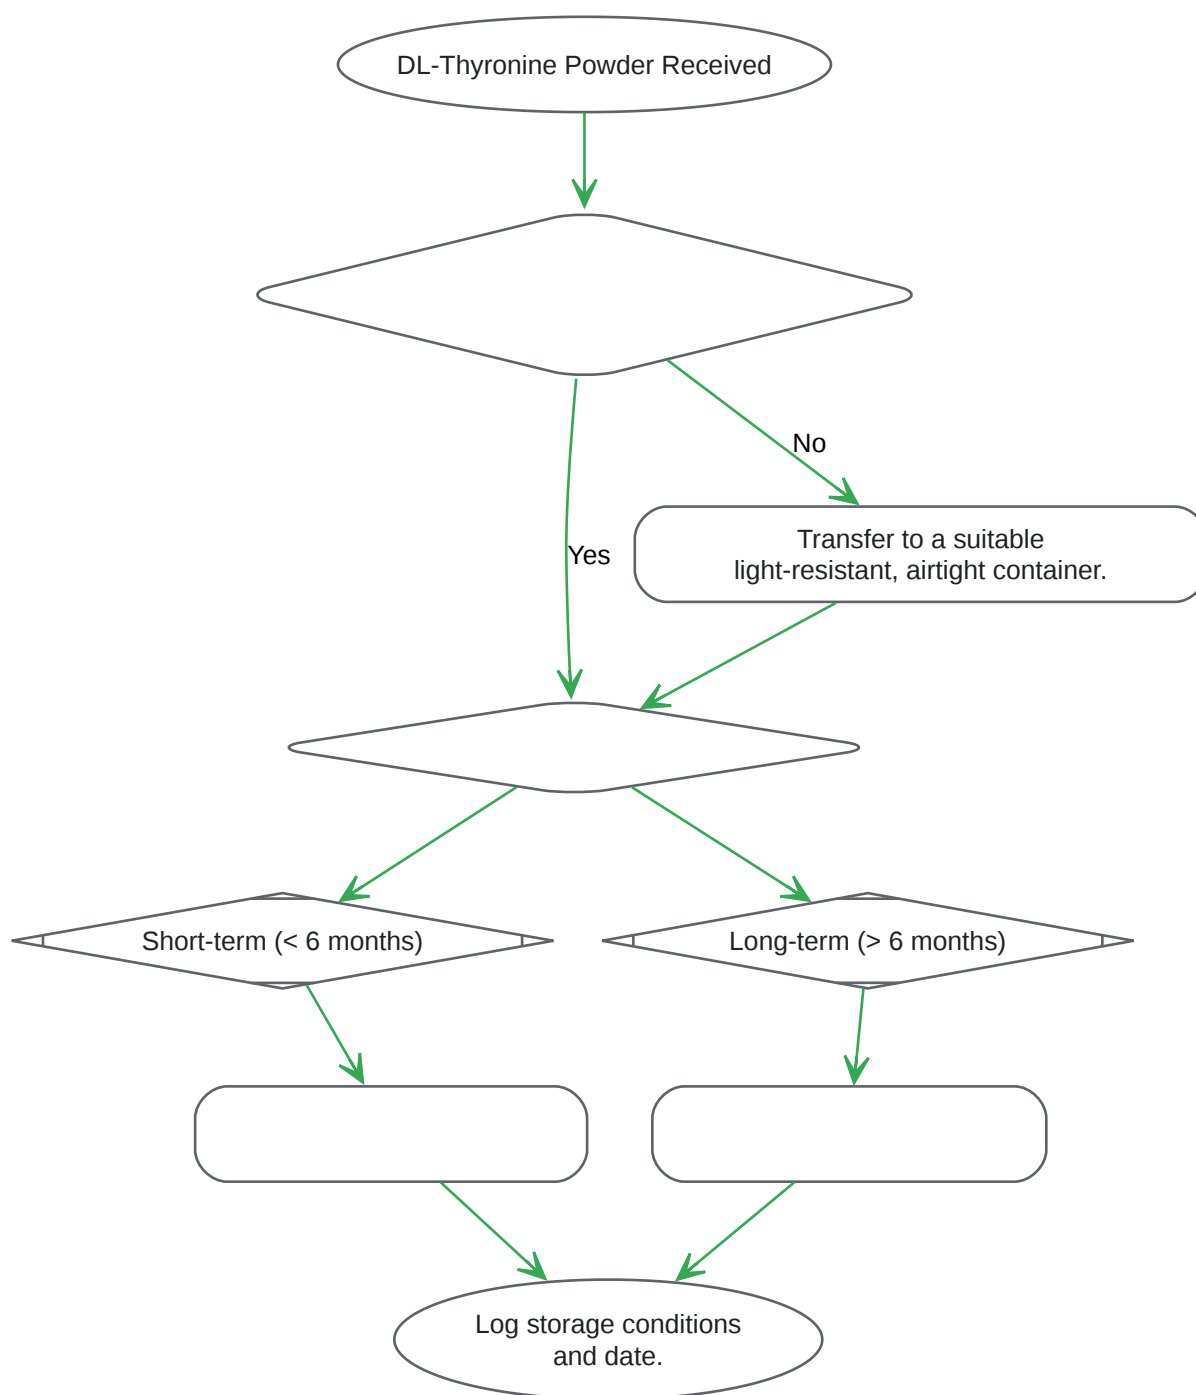 DL-Thyronine Powder Received
No
Transfer to a suitable
light-resistant, airtight container.
Yes
Short-term (< 6 months)
Long-term (> 6 months)
Log storage conditions
and date.